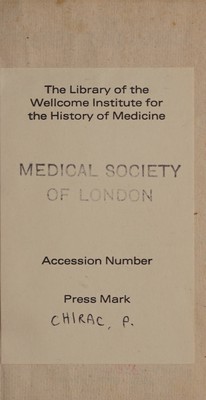 The Library of the
Wellcome Institute for
the History of Medicine
MEDICAL SOCIETY
OF LONDON
Accession Number
Press Mark
CHIRAC, P.